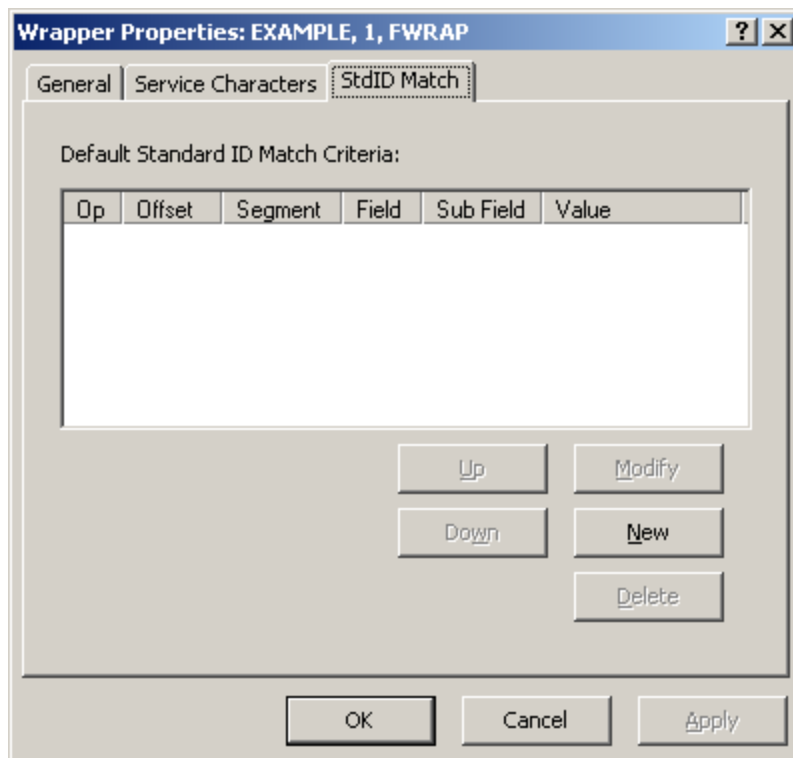 Wrapper Properties: EXAMPLE, 1, FWRAP
General Service Characters StdID Match
Default Standard ID Match Criteria:
Op Offset Segment Field Sub Field Value
Up Modify
Down New
Delete
OK Cancel Apply